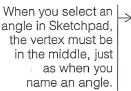 When you select an
angle in Sketchpad,
the vertex must be
in the middle, just
as when you
name an angle.